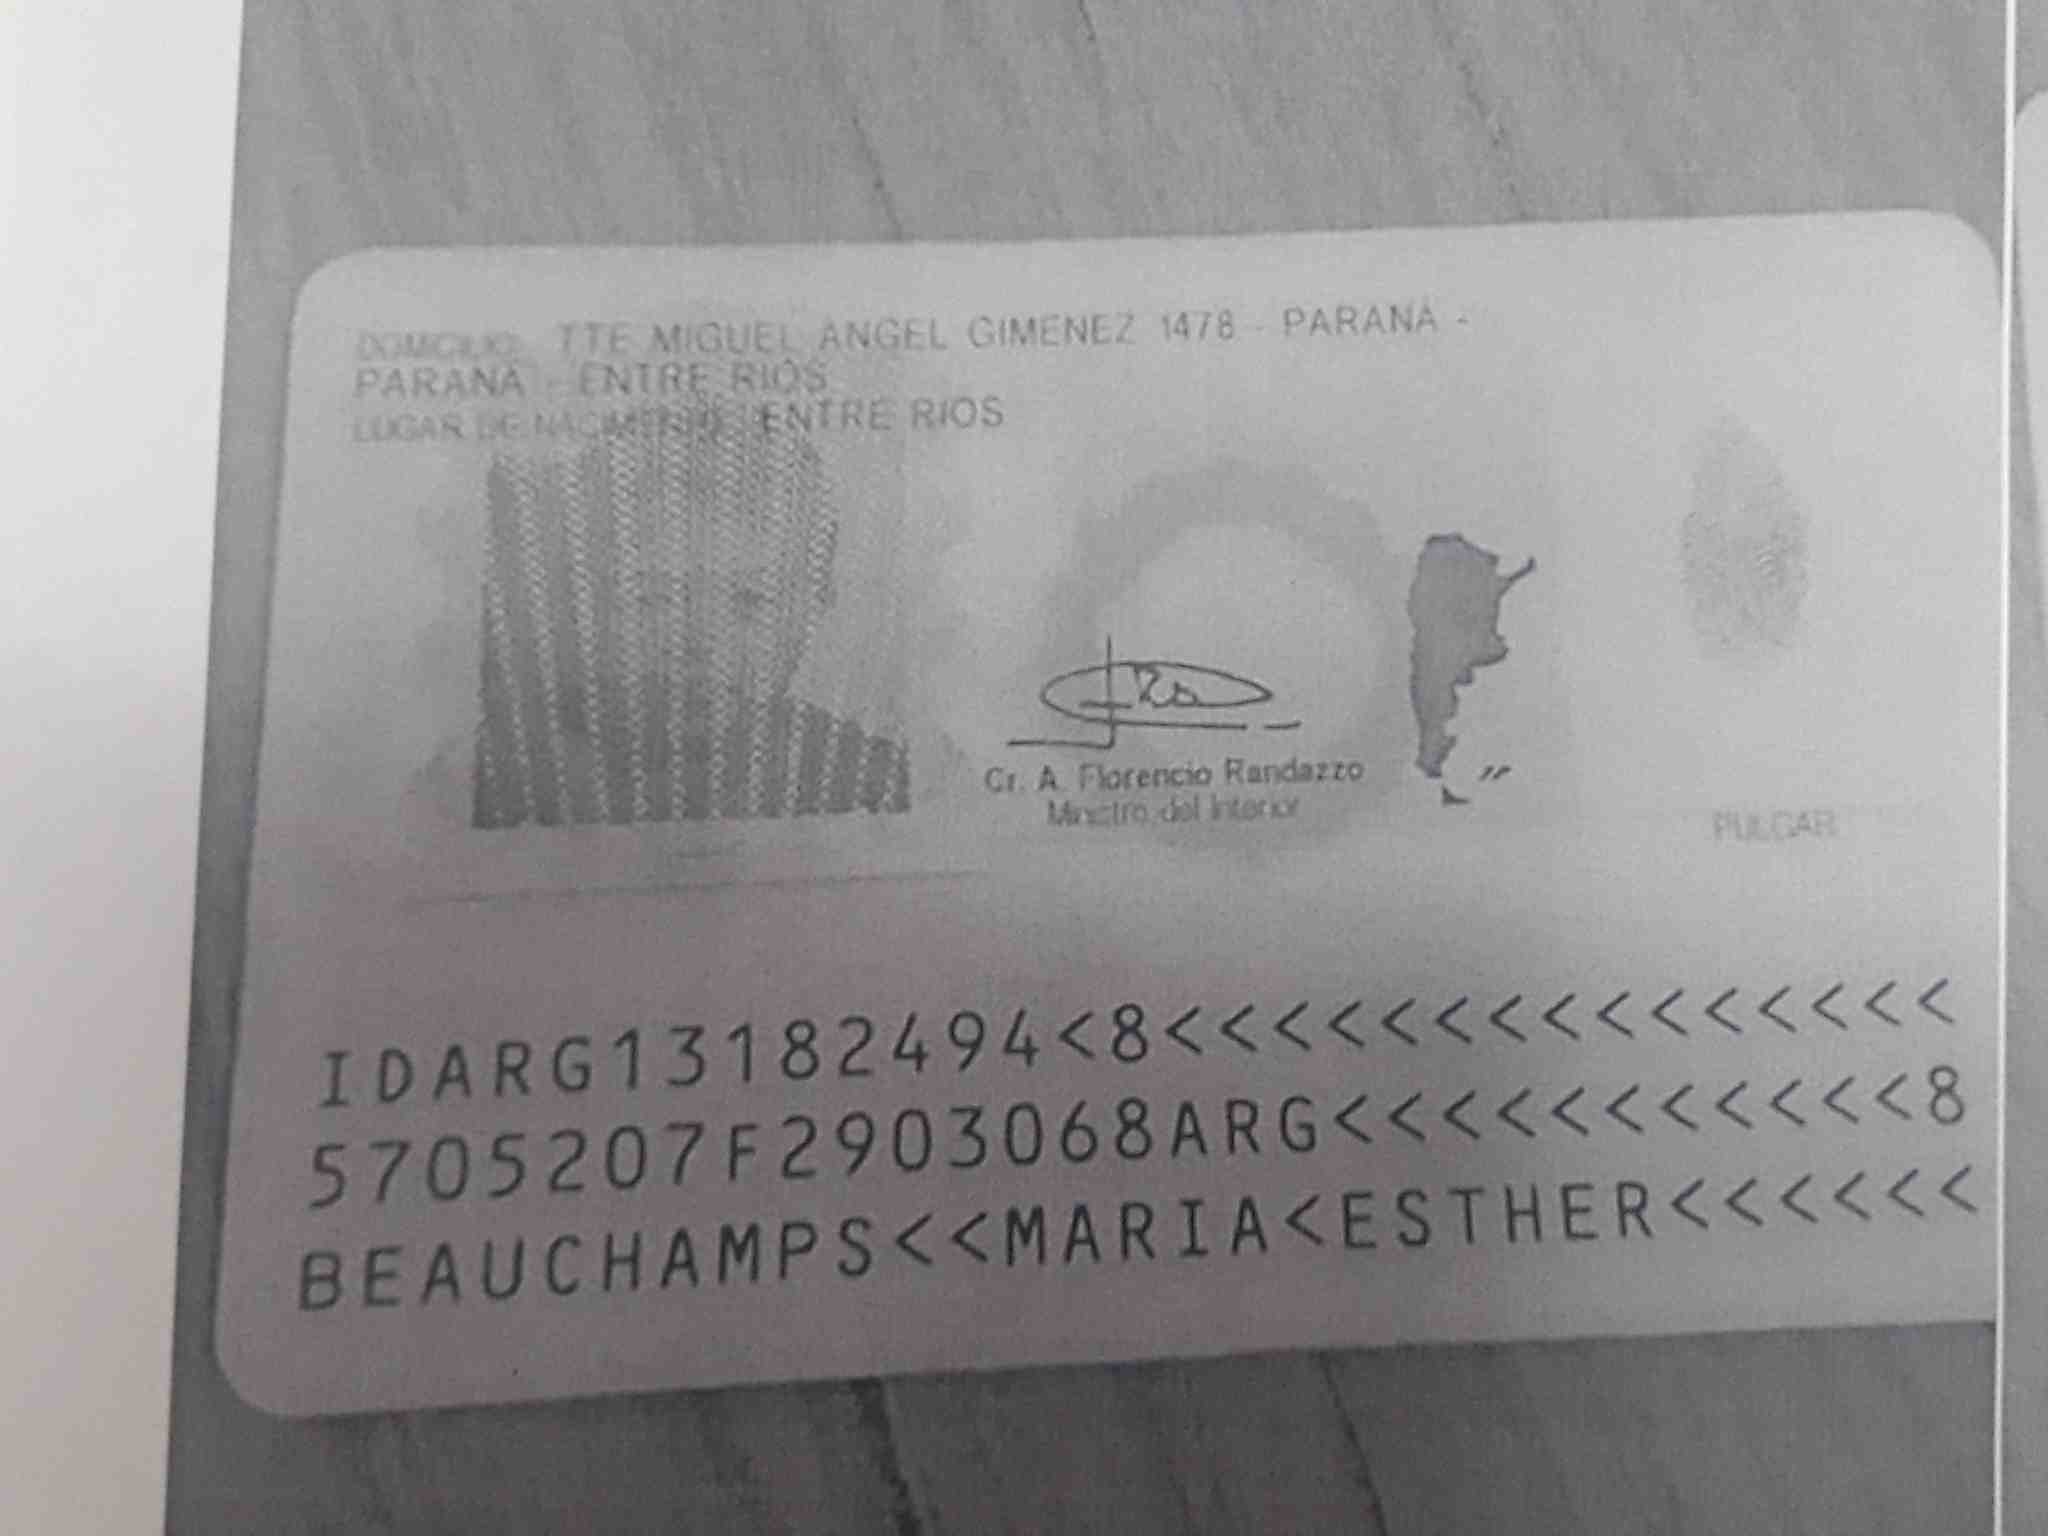 DOMICILIO: TTE MIGUEL ANGEL GIMENEZ 1478 - PARANÁ -
PARANA - ENTRE RIOS
LUGAR DE NACIMIENTO: ENTRE RIOS
Cr. A. Florencio Randazzo
Ministro del Interior
PULGAR
IDARG13182494<8<<<<<<<<<<<<<<<
5705207F2903068ARG<<<<<<<<<<<8
BEAUCHAMPS<<MARIA<ESTHER<<<<<<